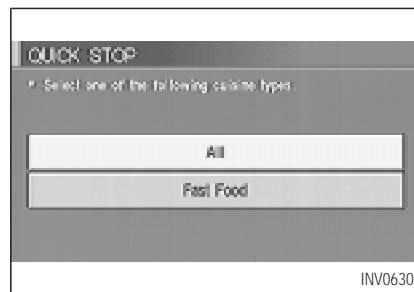 QUICK STOP
* Select one of the following cuisine types.
All
Fast Food
INV0630